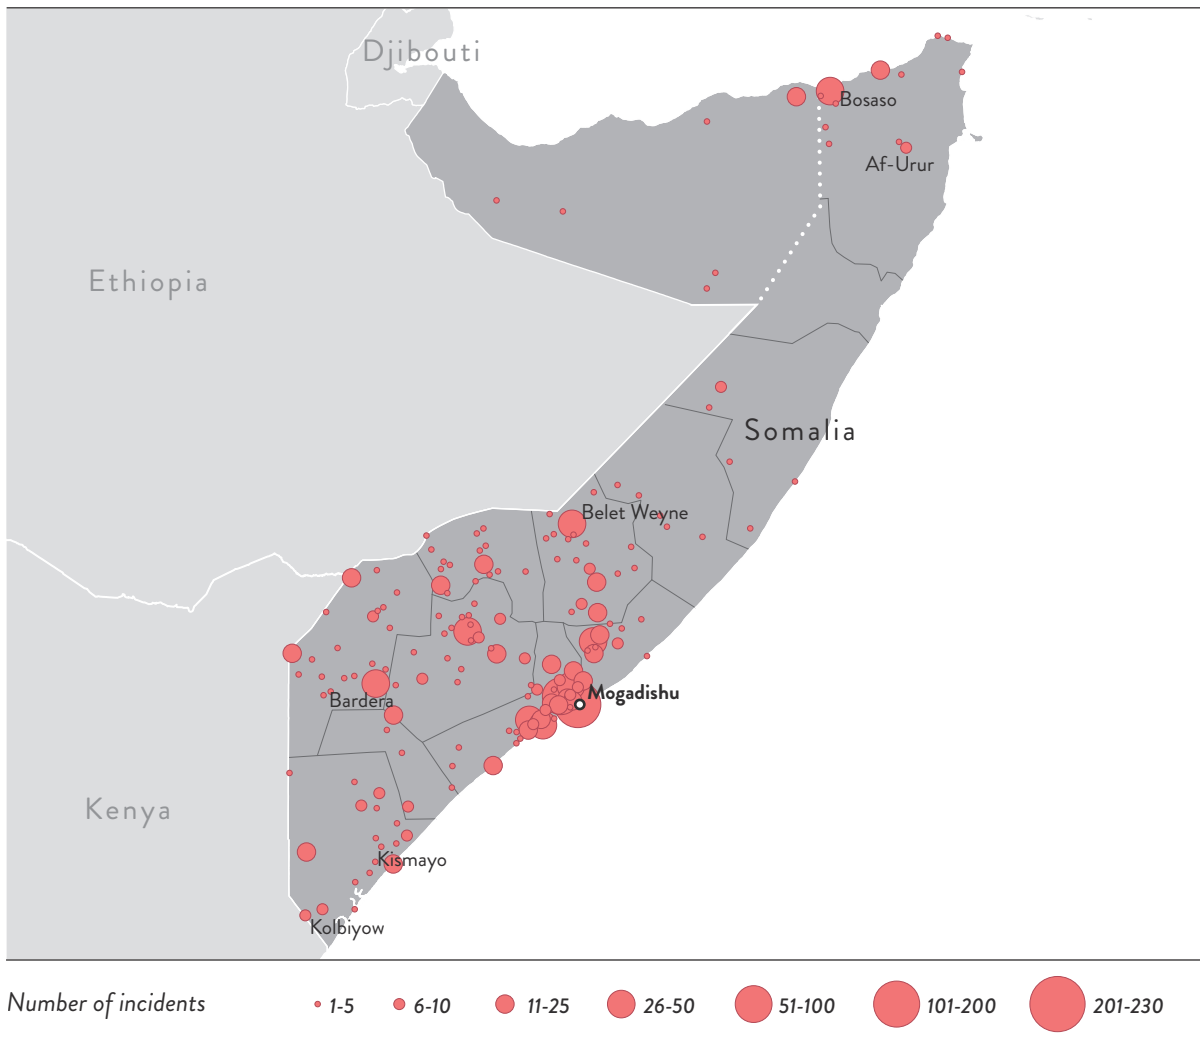 Djibouti
Bosaso
Af-Urur
Ethiopia
Somalia
Belet Weyne
Mogadishu
Bardera
Kenya
Kismayo
Kolbiyow
Number of incidents 1-5 6-10 11-25 26-50 51-100 101-200 201-230